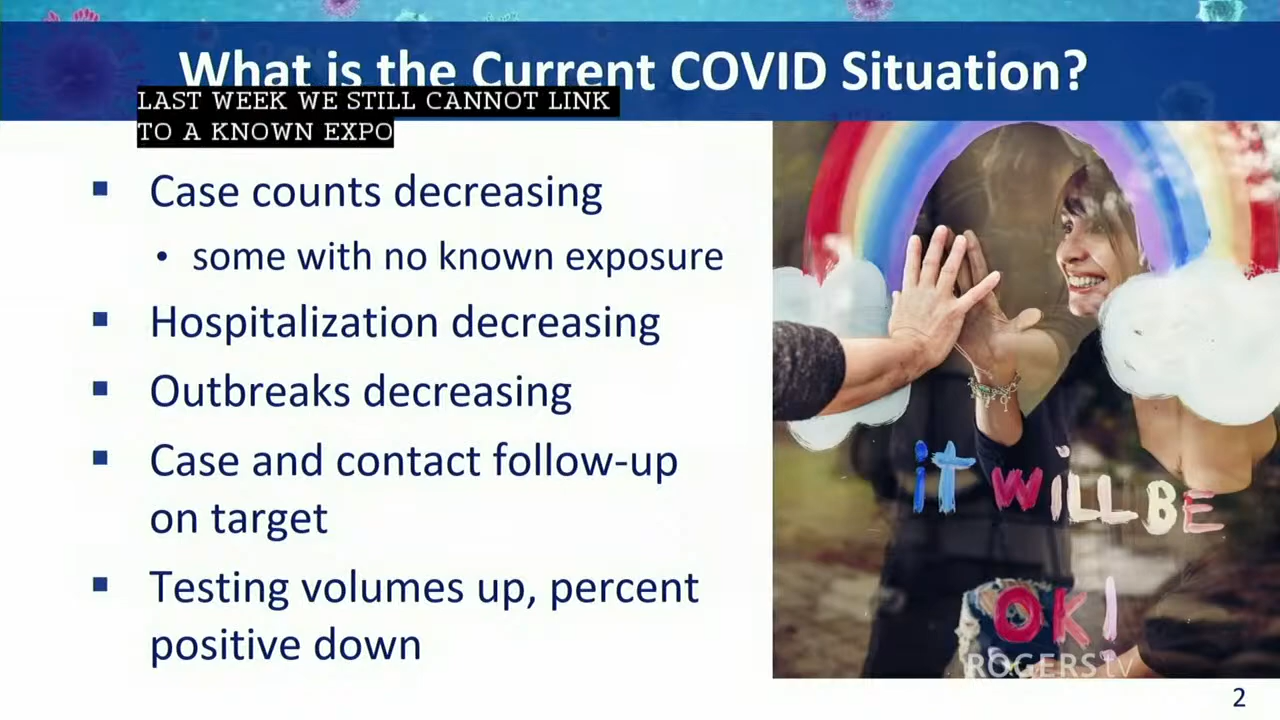 What is the Current COVID Situation?
LAST WEEK WE STILL CANNOT LINK
TO A KNOWN EXPO
▪ Case counts decreasing
• some with no known exposure
▪ Hospitalization decreasing
▪ Outbreaks decreasing
▪ Case and contact follow-up
on target
▪ Testing volumes up, percent
positive down
iT WiLL BE
OK!
ROGERS tv
2